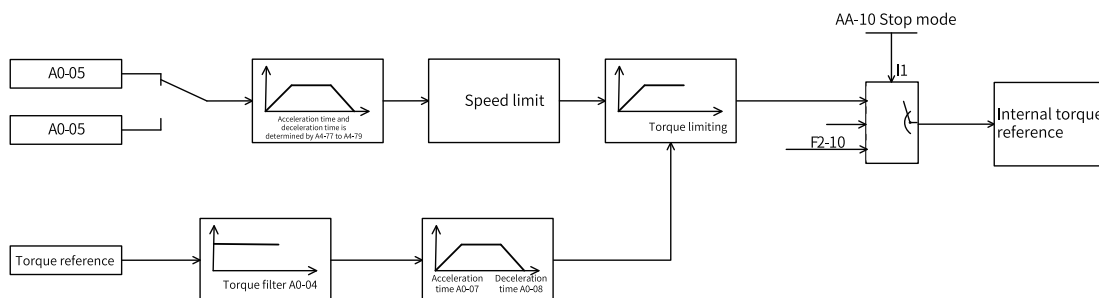 AA-10 Stop mode
A0-05
I1
Acceleration time and
deceleration time is
determined by A4-77 to A4-79
Speed limit
Torque limiting
Internal torque
reference
A0-05
F2-10
Torque reference
Torque filter A0-04
Acceleration
time A0-07
Deceleration
time A0-08